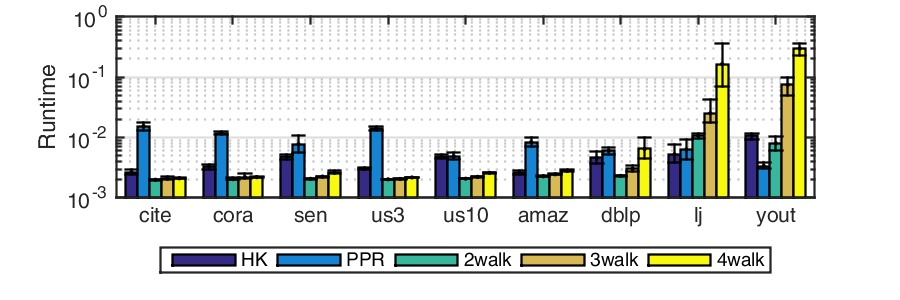 10^0
10^-1
10^-2
10^-3
Runtime
cite cora sen us3 us10 amaz dblp lj yout
HK PPR 2walk 3walk 4walk